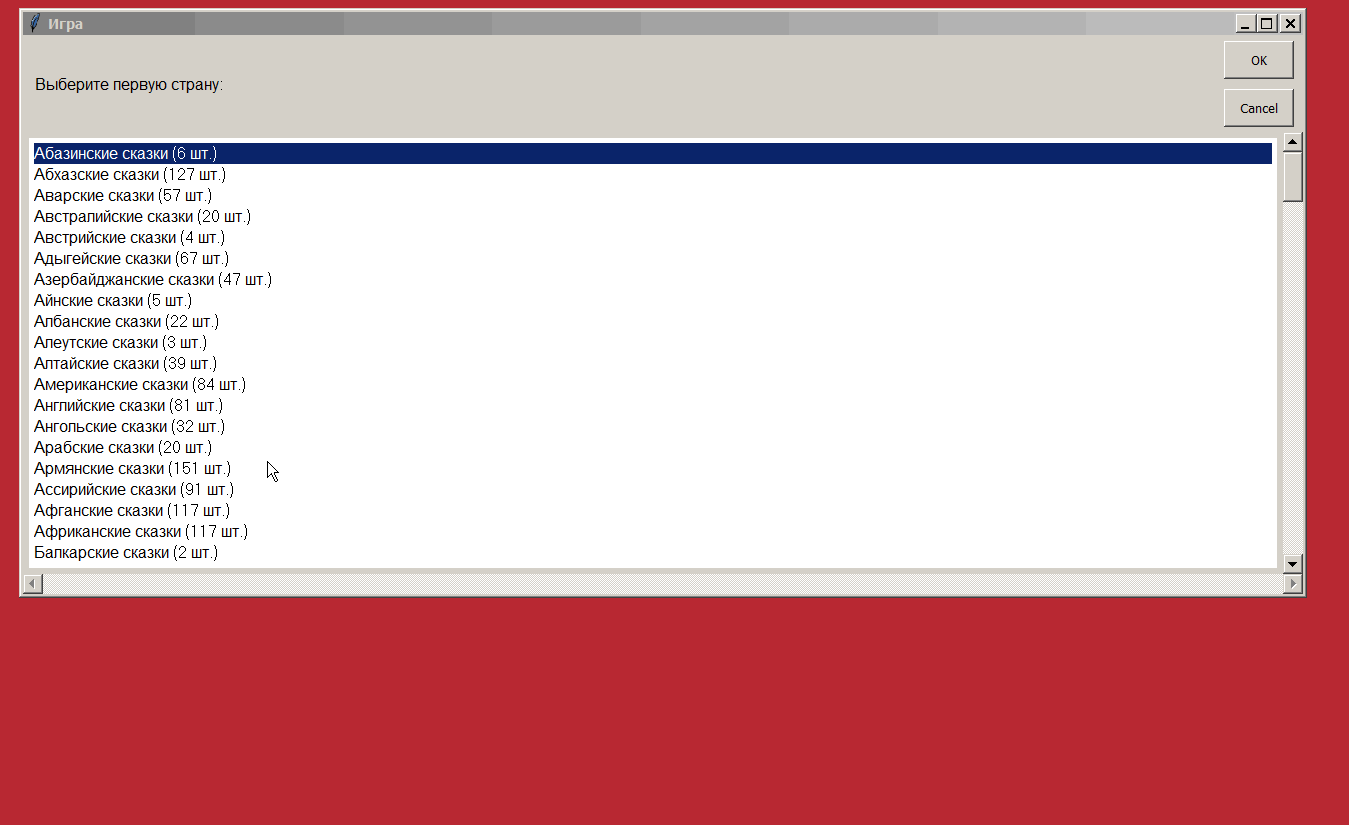 Игра
OK
Выберите первую страну:
Cancel
Абазинские сказки (6 шт.)
Абхазские сказки (127 шт.)
Аварские сказки (57 шт.)
Австралийские сказки (20 шт.)
Австрийские сказки (4 шт.)
Адыгейские сказки (67 шт.)
Азербайджанские сказки (47 шт.)
Айнские сказки (5 шт.)
Албанские сказки (22 шт.)
Алеутские сказки (3 шт.)
Алтайские сказки (39 шт.)
Американские сказки (84 шт.)
Английские сказки (81 шт.)
Ангольские сказки (32 шт.)
Арабские сказки (20 шт.)
Армянские сказки (151 шт.)
Ассирийские сказки (91 шт.)
Афганские сказки (117 шт.)
Африканские сказки (117 шт.)
Балкарские сказки (2 шт.)